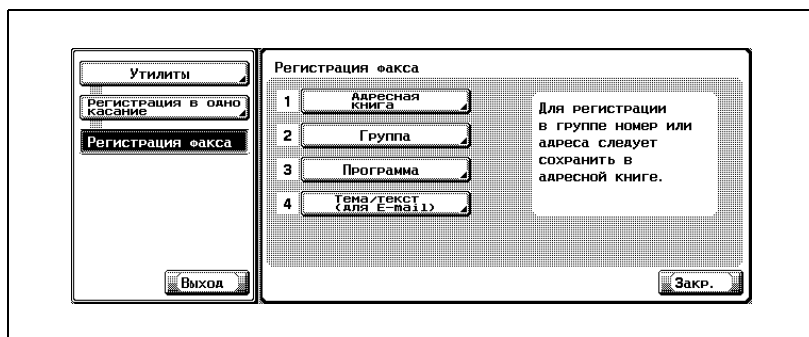 Утилиты
Регистрация в одно
касание
Регистрация факса
Выход
Регистрация факса
1 Адресная
книга
2 Группа
3 Программа
4 Тема/текст
(для E-mail)
Для регистрации
в группе номер или
адреса следует
сохранить в
адресной книге.
Закр.